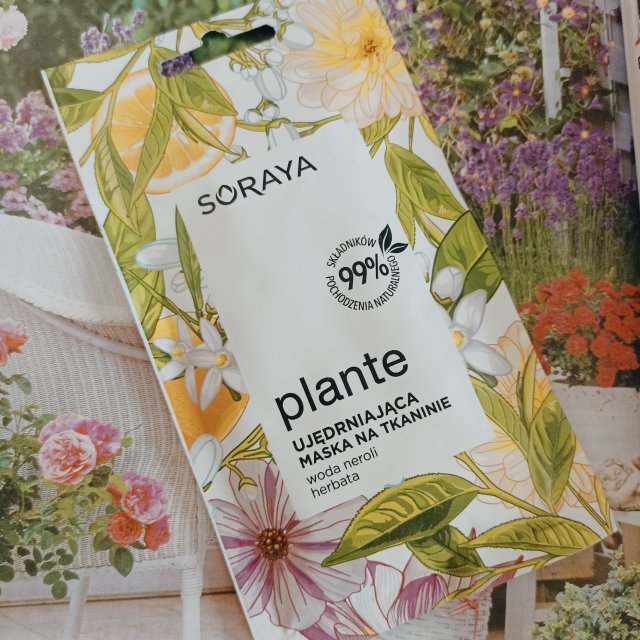 SORAYA
SKŁADNIKÓW
99%
POCHODZENIA NATURALNEGO
plante
UJĘDRNIAJĄCA
MASKA NA TKANINIE
woda neroli
herbata